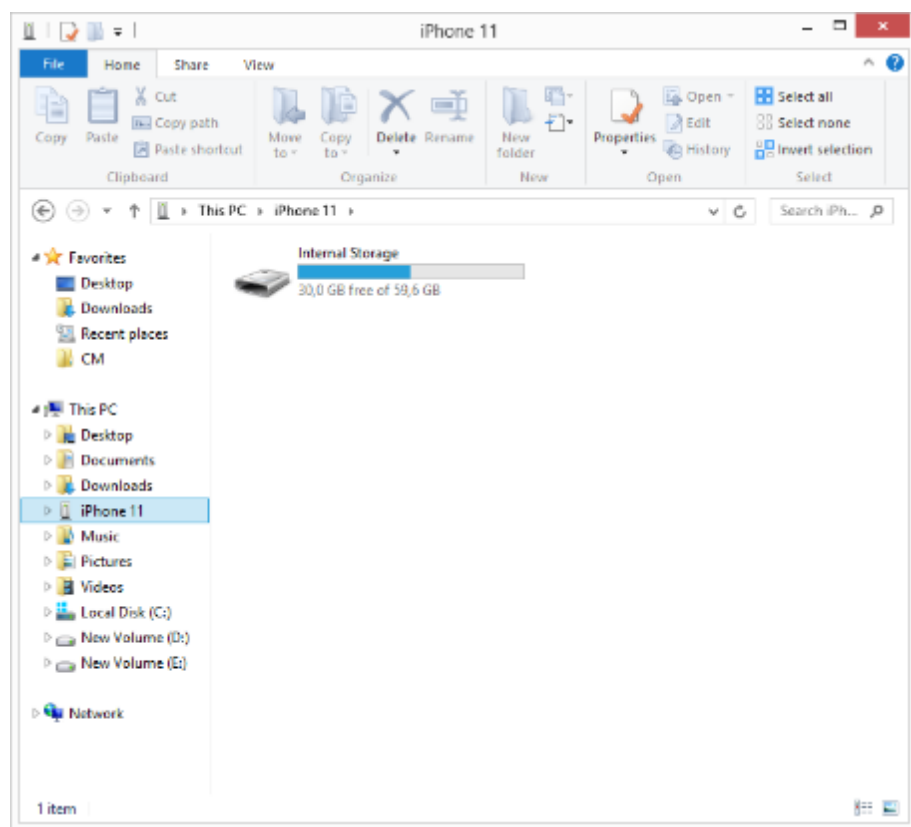 iPhone 11
File Home Share View
Copy
Paste
Cut
Copy path
Paste shortcut
Clipboard
Move to
Copy to
Delete
Rename
Organize
New folder
New
Properties
Open
Edit
History
Open
Select all
Select none
Invert selection
Select
This PC iPhone 11
Search iPh...
Favorites
Desktop
Downloads
Recent places
CM
This PC
Desktop
Documents
Downloads
iPhone 11
Music
Pictures
Videos
Local Disk (C:)
New Volume (D:)
New Volume (E:)
Network
Internal Storage
30,0 GB free of 59,6 GB
1 item